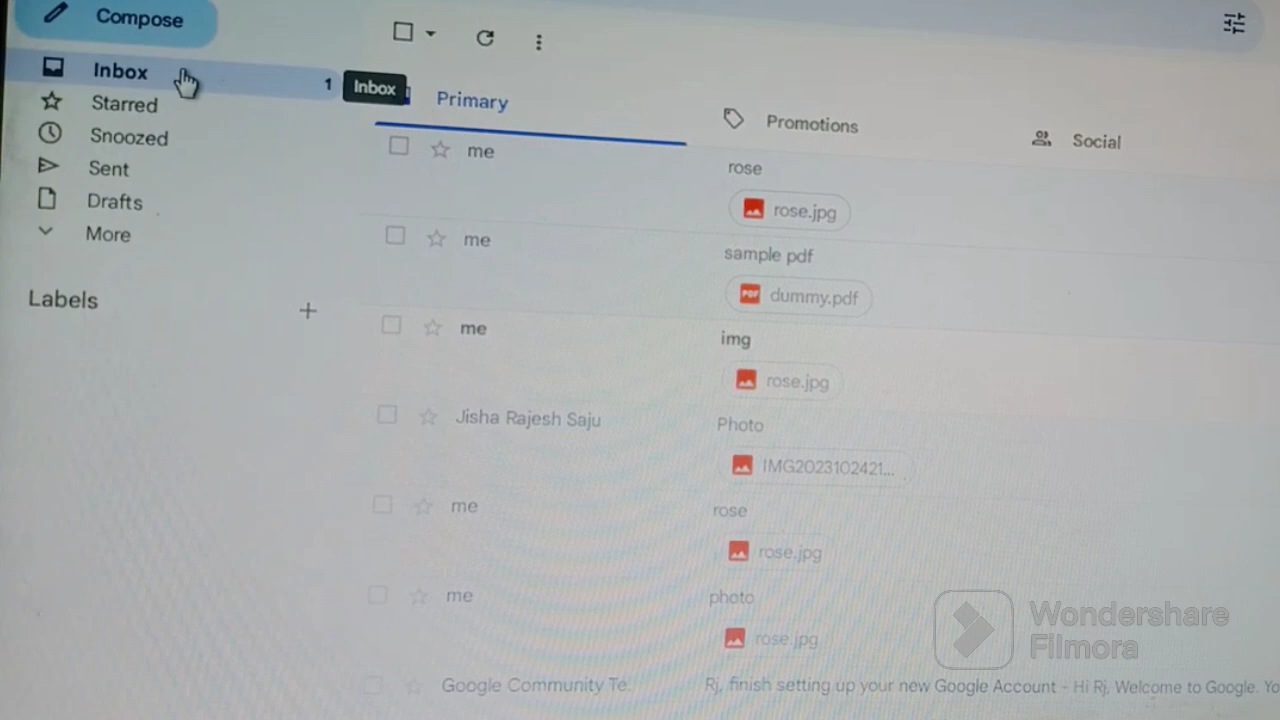 Compose
Inbox 1
Inbox
Starred
Snoozed
Sent
Drafts
More
Labels
Primary
Promotions
Social
me
rose
rose.jpg
me
sample pdf
PDF
dummy.pdf
me
img
rose.jpg
Jisha Rajesh Saju
Photo
IMG2023102421...
me
rose
rose.jpg
me
photo
rose.jpg
Google Community Te.
Rj, finish setting up your new Google Account - Hi Rj, Welcome to Google. Yo
Wondershare
Filmora